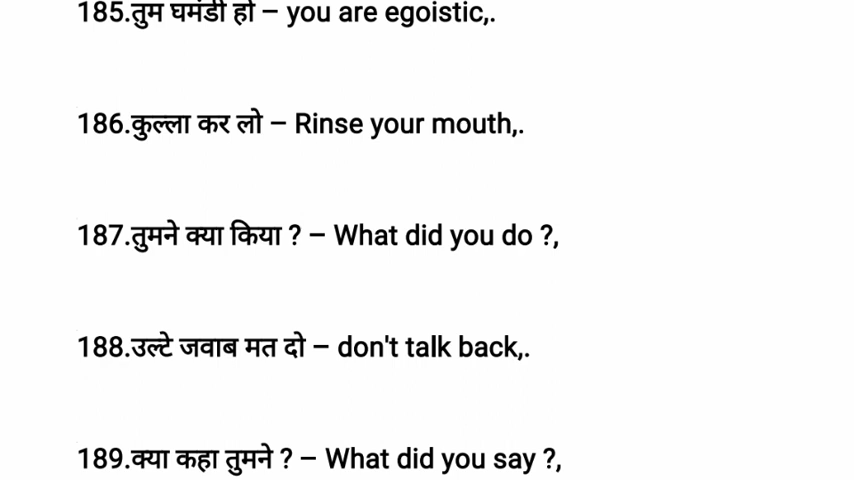 185.तुम घमंडी हो – you are egoistic,.
186.कुल्ला कर लो – Rinse your mouth,.
187.तुमने क्या किया ? – What did you do ?,
188.उल्टे जवाब मत दो – don't talk back,.
189.क्या कहा तुमने ? – What did you say ?,